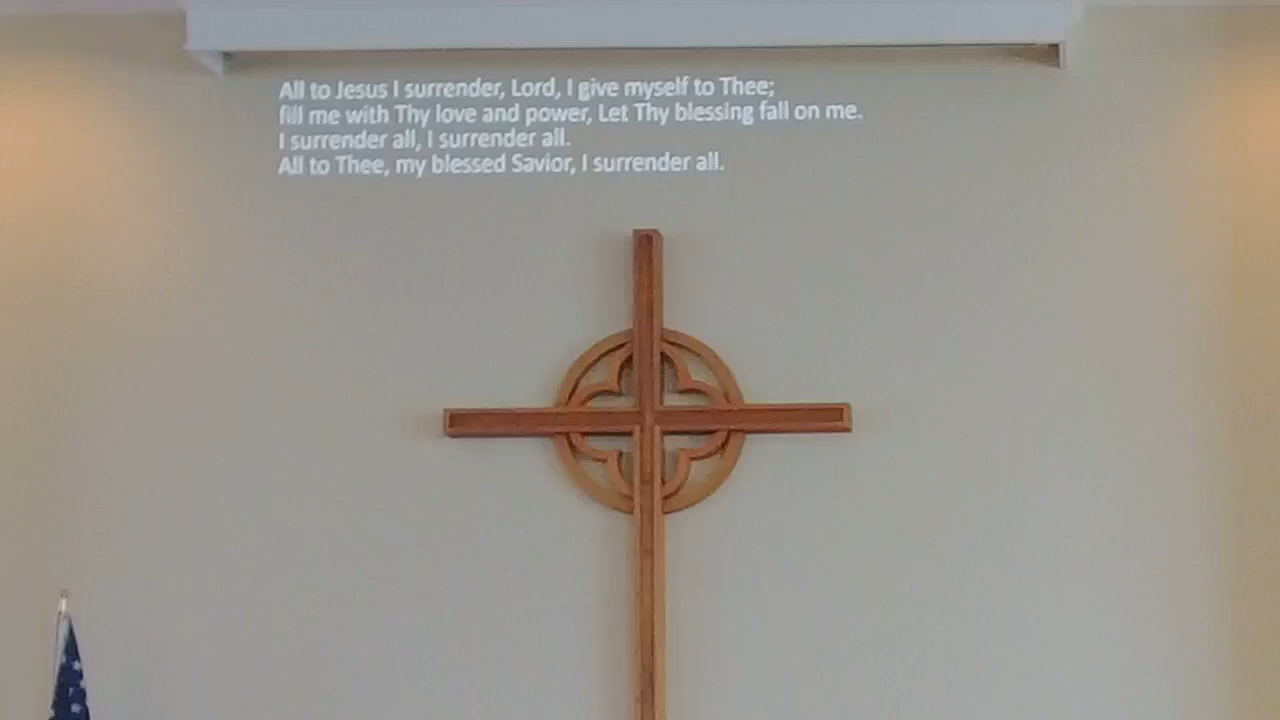 All to Jesus I surrender, Lord, I give myself to Thee;
fill me with Thy love and power, Let Thy blessing fall on me.
I surrender all, I surrender all.
All to Thee, my blessed Savior, I surrender all.